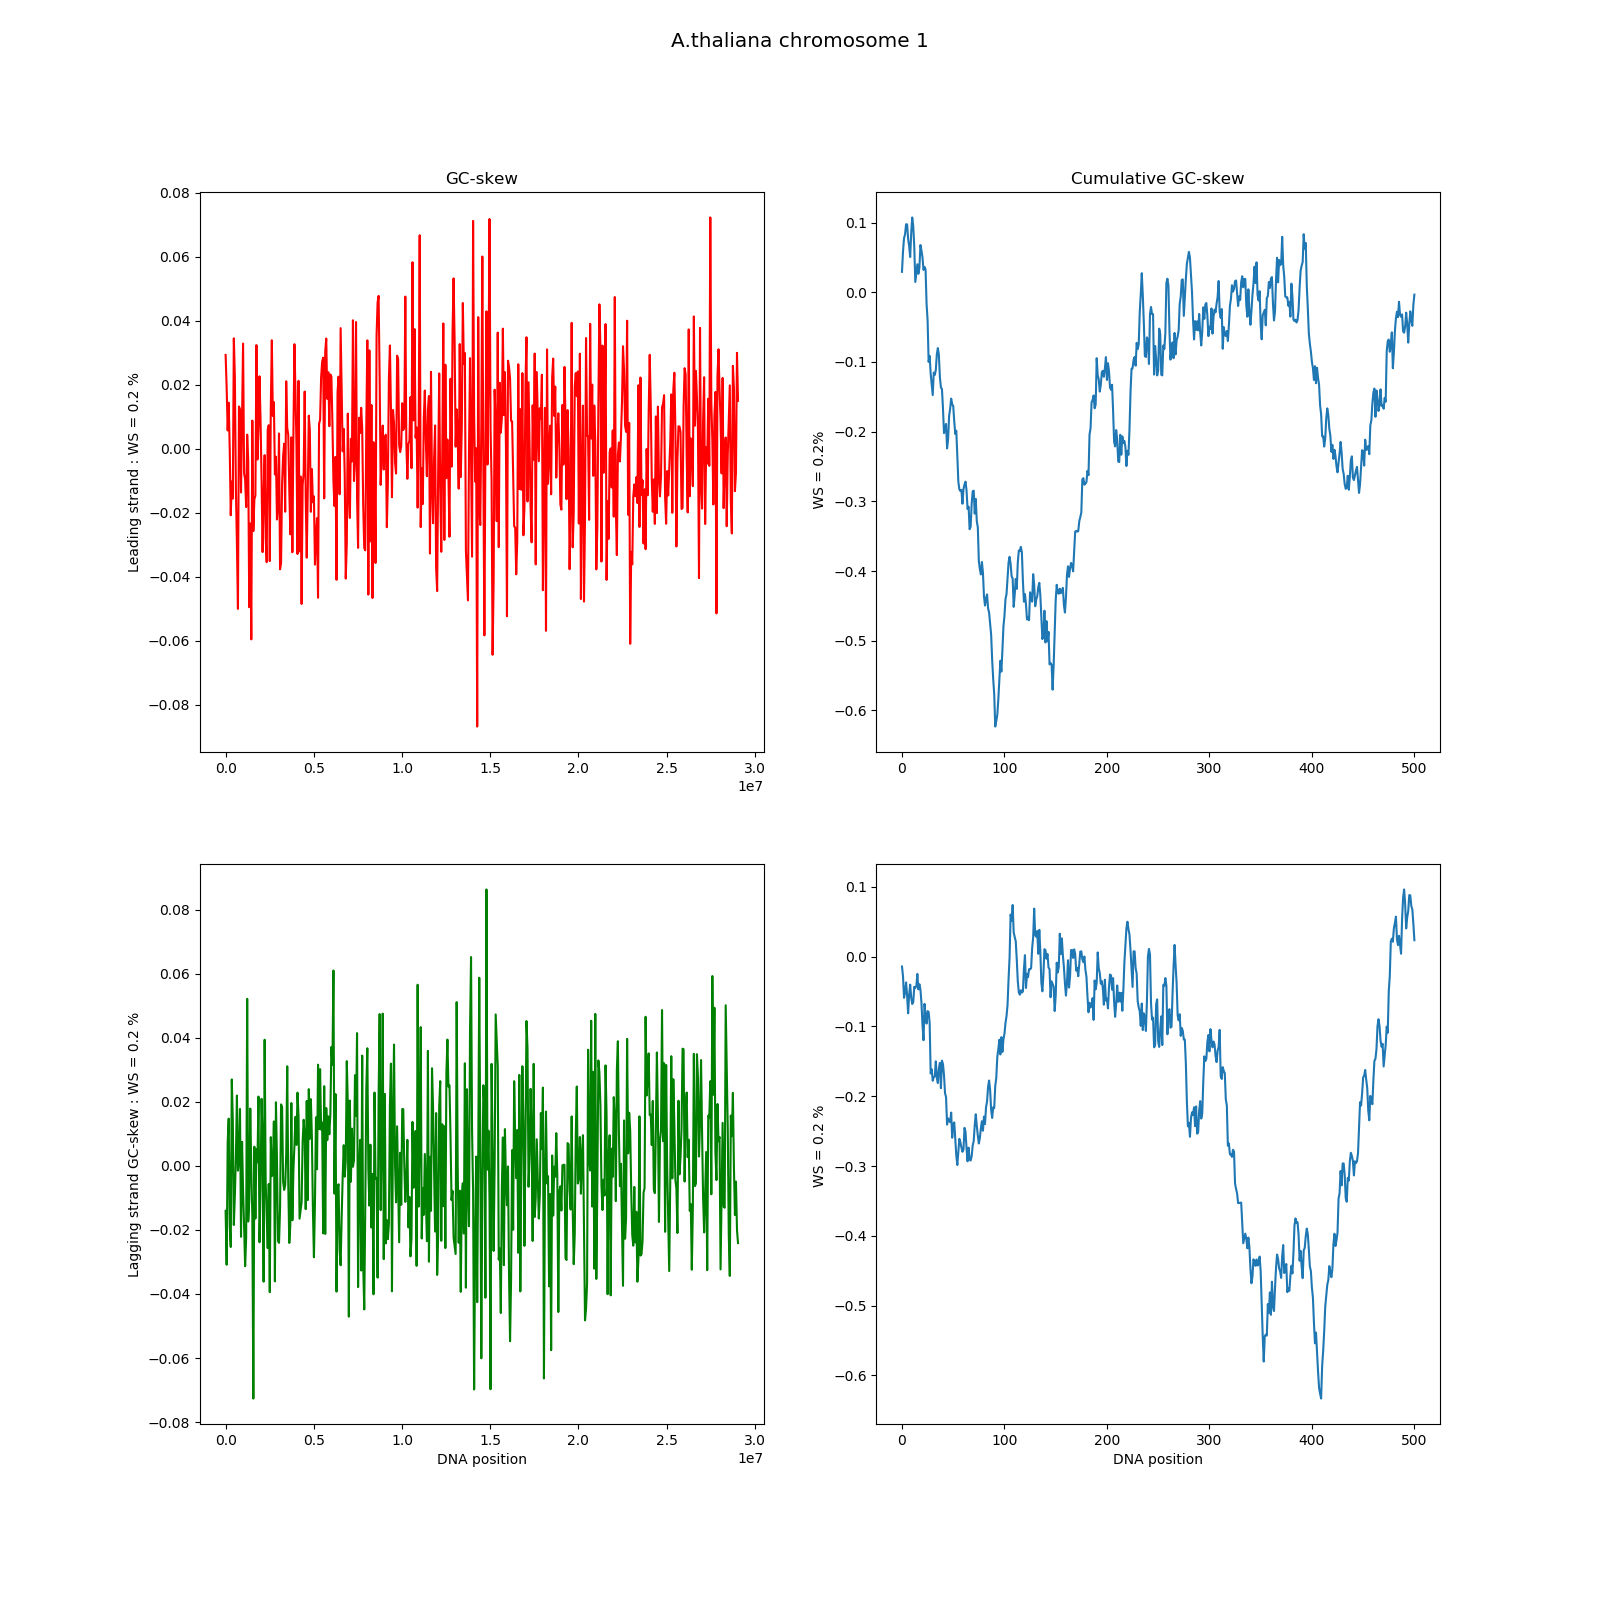 A.thaliana chromosome 1
GC-skew
Leading strand : WS = 0.2 %
0.08
0.06
0.04
0.02
0.00
−0.02
−0.04
−0.06
−0.08
0.0 0.5 1.0 1.5 2.0 2.5 3.0
1e7
Cumulative GC-skew
WS = 0.2%
0.1
0.0
−0.1
−0.2
−0.3
−0.4
−0.5
−0.6
0 100 200 300 400 500
Lagging strand GC-skew : WS = 0.2 %
0.08
0.06
0.04
0.02
0.00
−0.02
−0.04
−0.06
−0.08
0.0 0.5 1.0 1.5 2.0 2.5 3.0
DNA position
1e7
WS = 0.2 %
0.1
0.0
−0.1
−0.2
−0.3
−0.4
−0.5
−0.6
0 100 200 300 400 500
DNA position